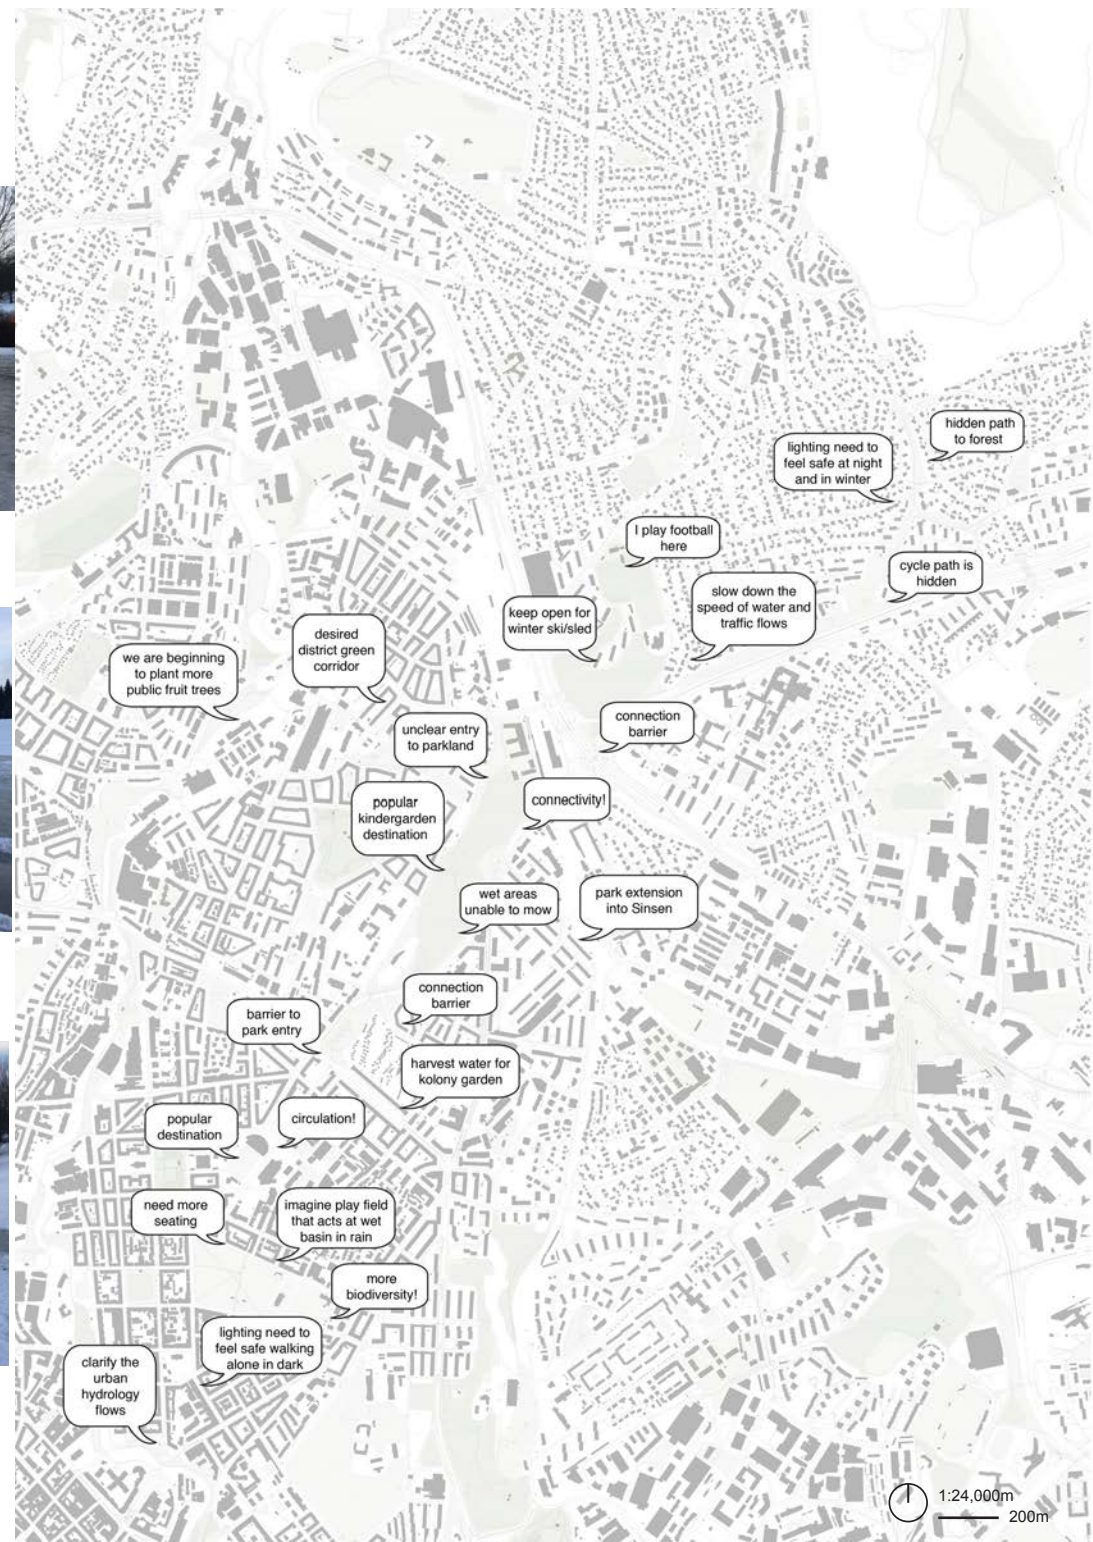 hidden path
to forest
lighting need to
feel safe at night
and in winter
I play football
here
cycle path is
hidden
slow down the
speed of water and
traffic flows
keep open for
winter ski/sled
desired
district green
corridor
we are beginning
to plant more
public fruit trees
connection
barrier
unclear entry
to parkland
connectivity!
popular
kindergarden
destination
wet areas
unable to mow
park extension
into Sinsen
connection
barrier
barrier to
park entry
harvest water for
kolony garden
popular
destination
circulation!
need more
seating
imagine play field
that acts at wet
basin in rain
more
biodiversity!
lighting need to
feel safe walking
alone in dark
clarify the
urban
hydrology
flows
1:24,000m
200m